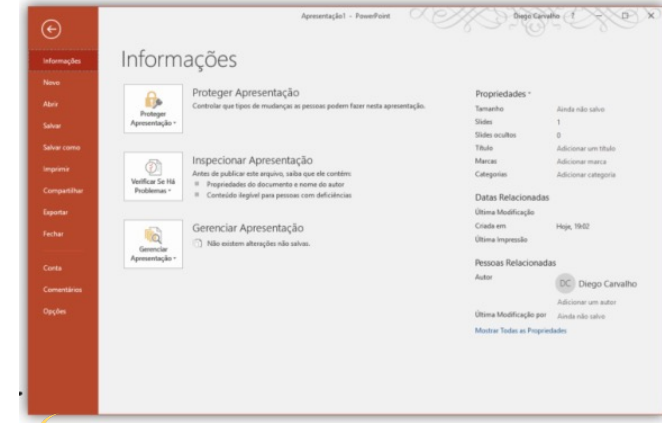 Apresentação1 - PowerPoint
Diego Carvalho
?
Informações
Novo
Abrir
Salvar
Salvar como
Imprimir
Compartilhar
Exportar
Fechar
Conta
Comentários
Opções
Informações
Proteger Apresentação
Proteger Apresentação
Controlar que tipos de mudanças as pessoas podem fazer nesta apresentação.
Verificar Se Há Problemas
Inspecionar Apresentação
Antes de publicar este arquivo, saiba que ele contém:
Propriedades do documento e nome do autor
Conteúdo ilegível para pessoas com deficiências
Gerenciar Apresentação
Gerenciar Apresentação
Não existem alterações não salvas.
Propriedades
Tamanho Ainda não salvo
Slides 1
Slides ocultos 0
Título Adicionar um título
Marcas Adicionar marca
Categorias Adicionar categoria
Datas Relacionadas
Última Modificação
Criada em Hoje, 19:02
Última Impressão
Pessoas Relacionadas
Autor DC Diego Carvalho
Adicionar um autor
Última Modificação por Ainda não salvo
Mostrar Todas as Propriedades